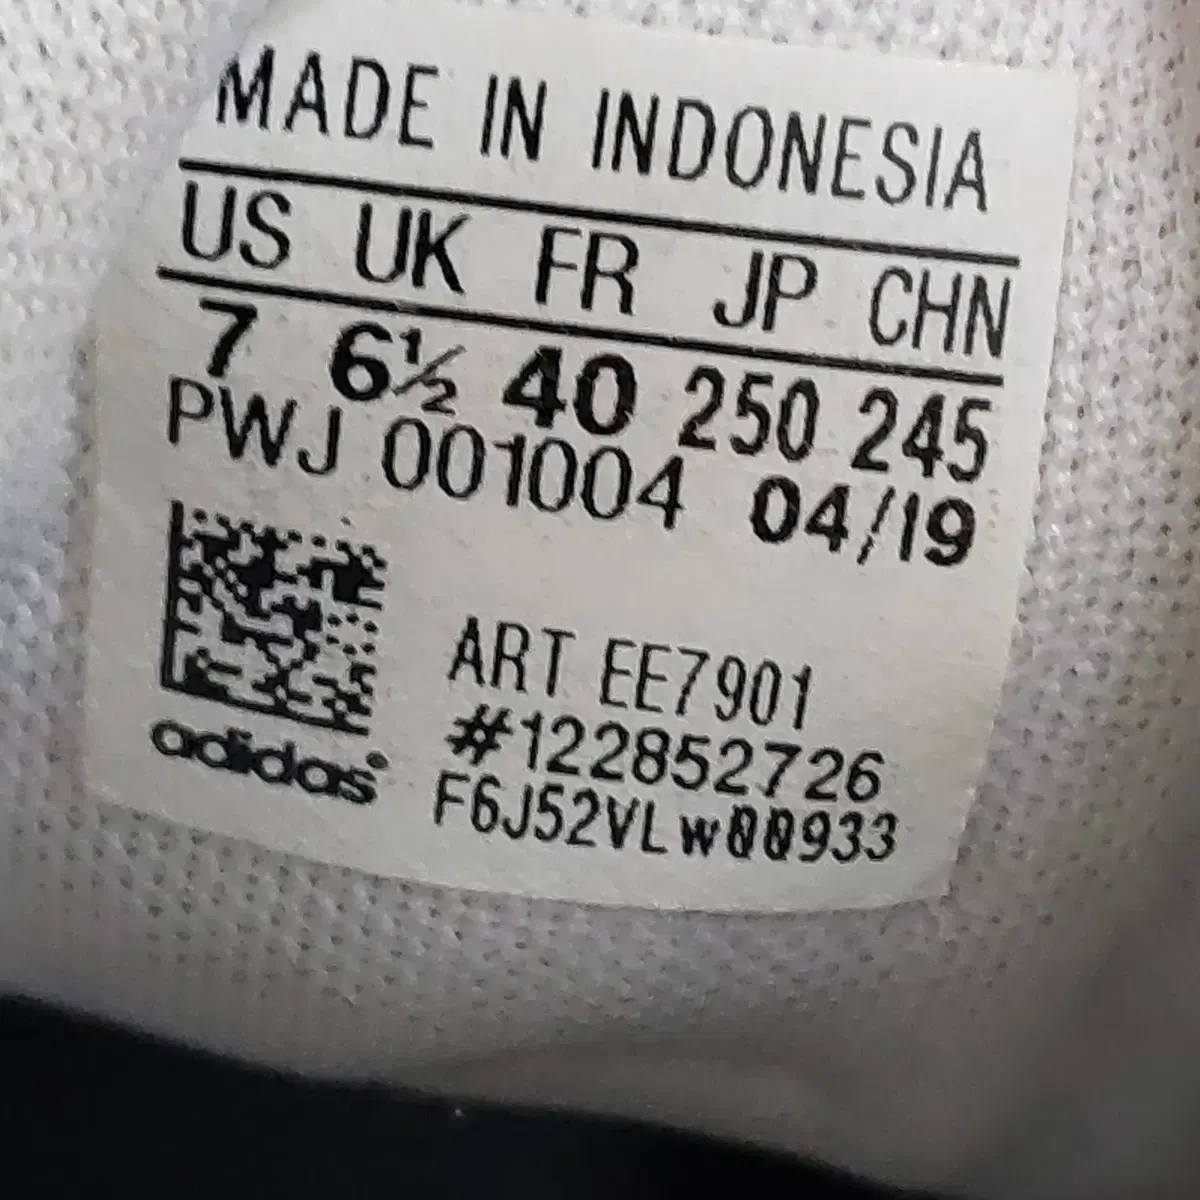 MADE IN INDONESIA
US UK FR JP CHN
7 6½ 40 250 245
PWJ 001004 04/19
ART EE7901
#122852726
F6J52VLW00933
adidas